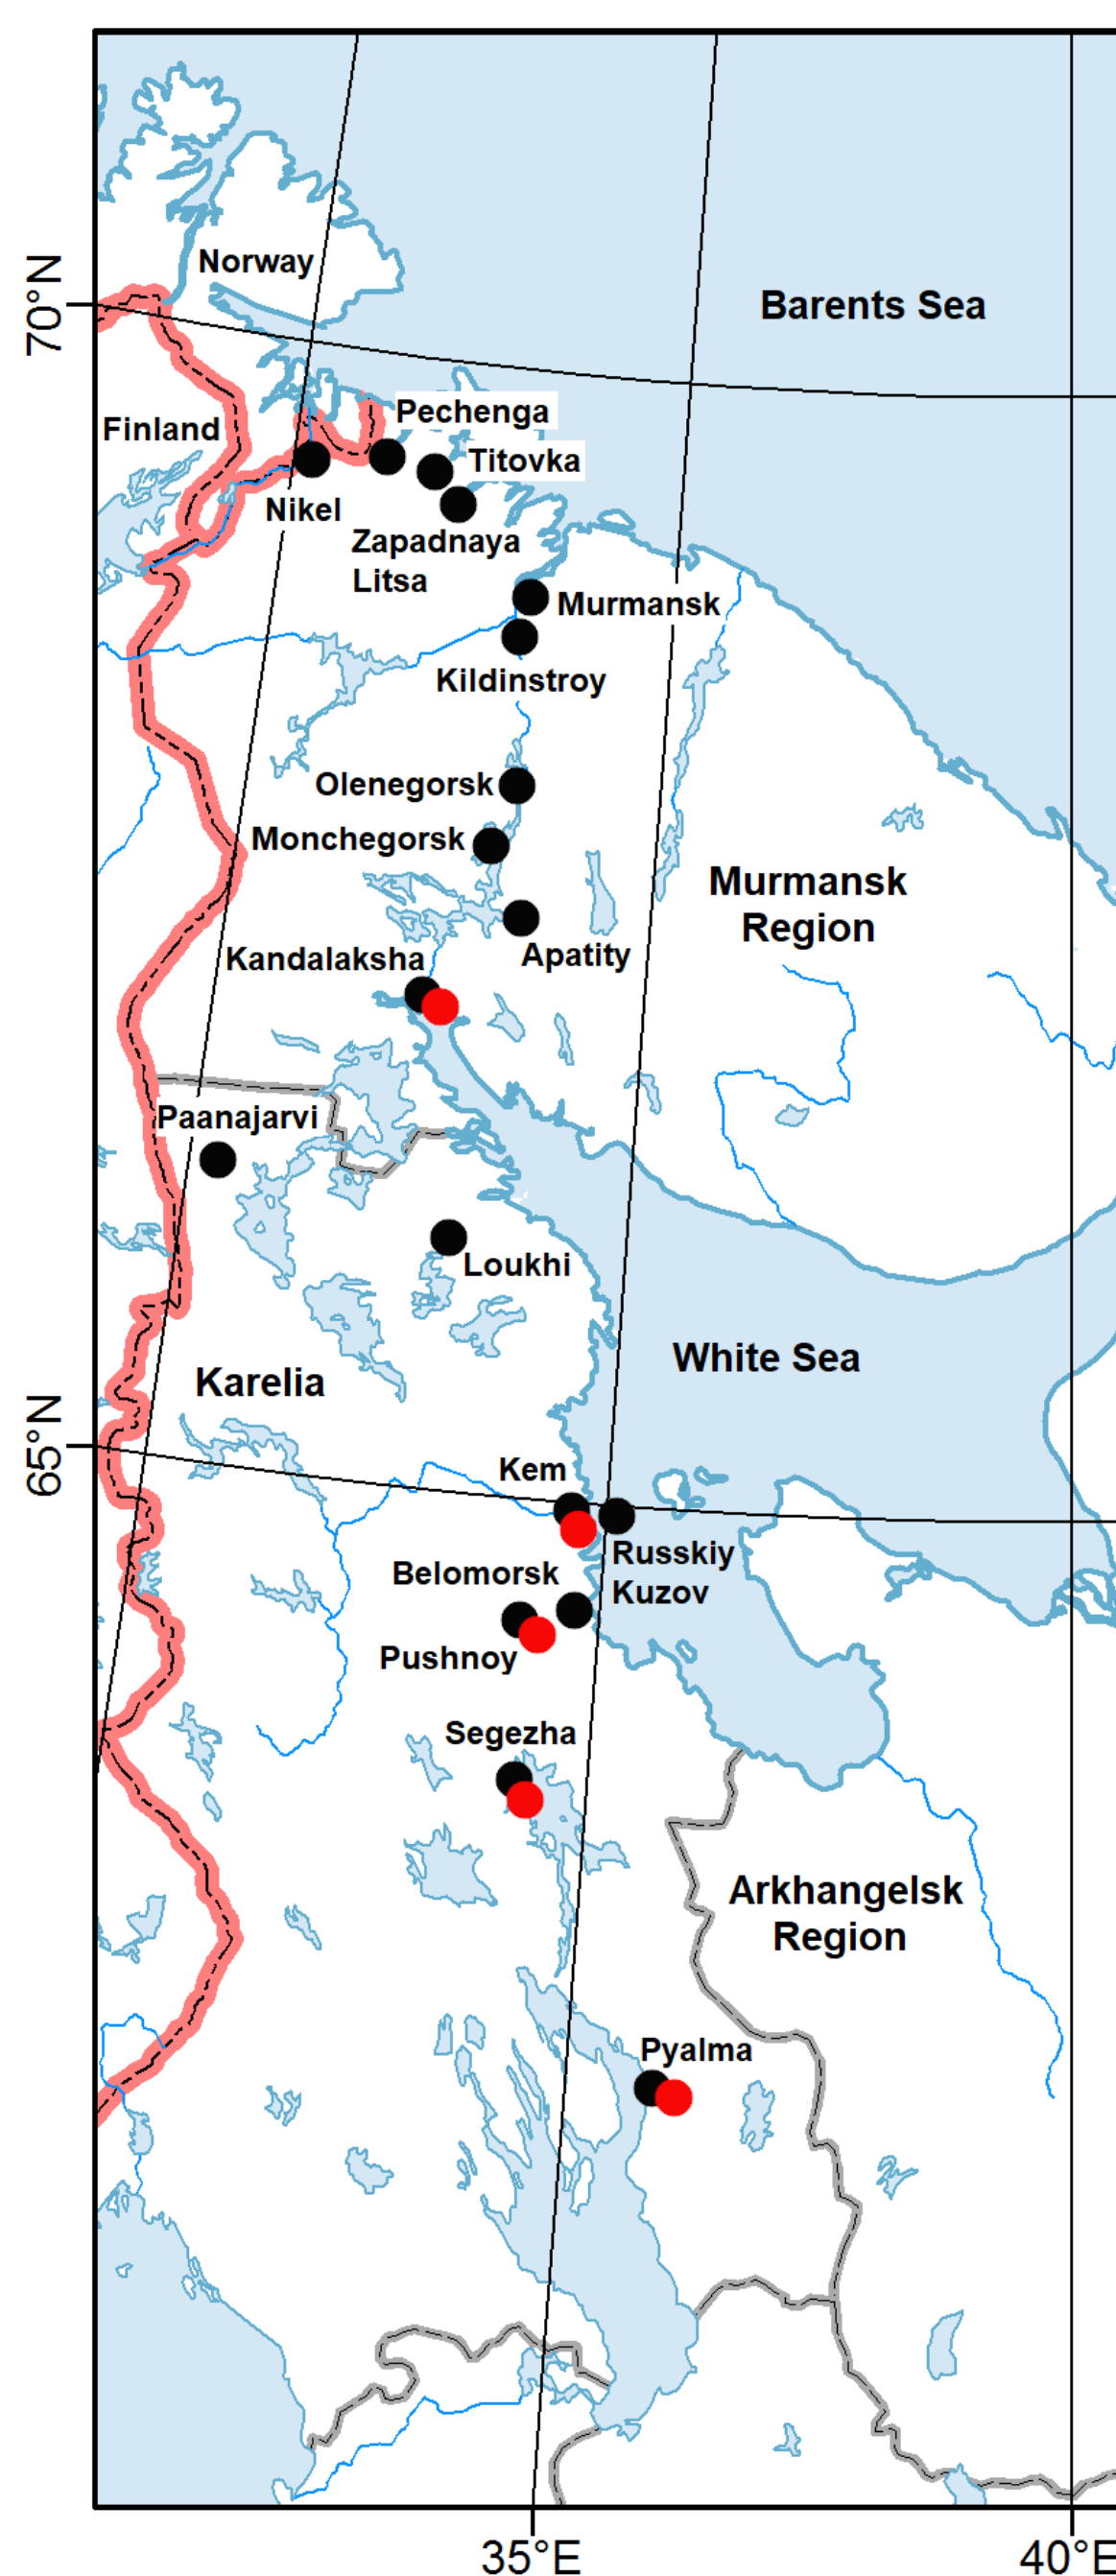 Norway
70°N
Barents Sea
Pechenga
Finland
Titovka
Nikel
Zapadnaya
Litsa
Murmansk
Kildinstroy
Olenegorsk
Monchegorsk
Murmansk
Region
Kandalaksha
Apatity
Paanajarvi
Loukhi
White Sea
Karelia
65°N
Kem
Russkiy
Kuzov
Belomorsk
Pushnoy
Segezha
Arkhangelsk
Region
Pyalma
35°E
40°E